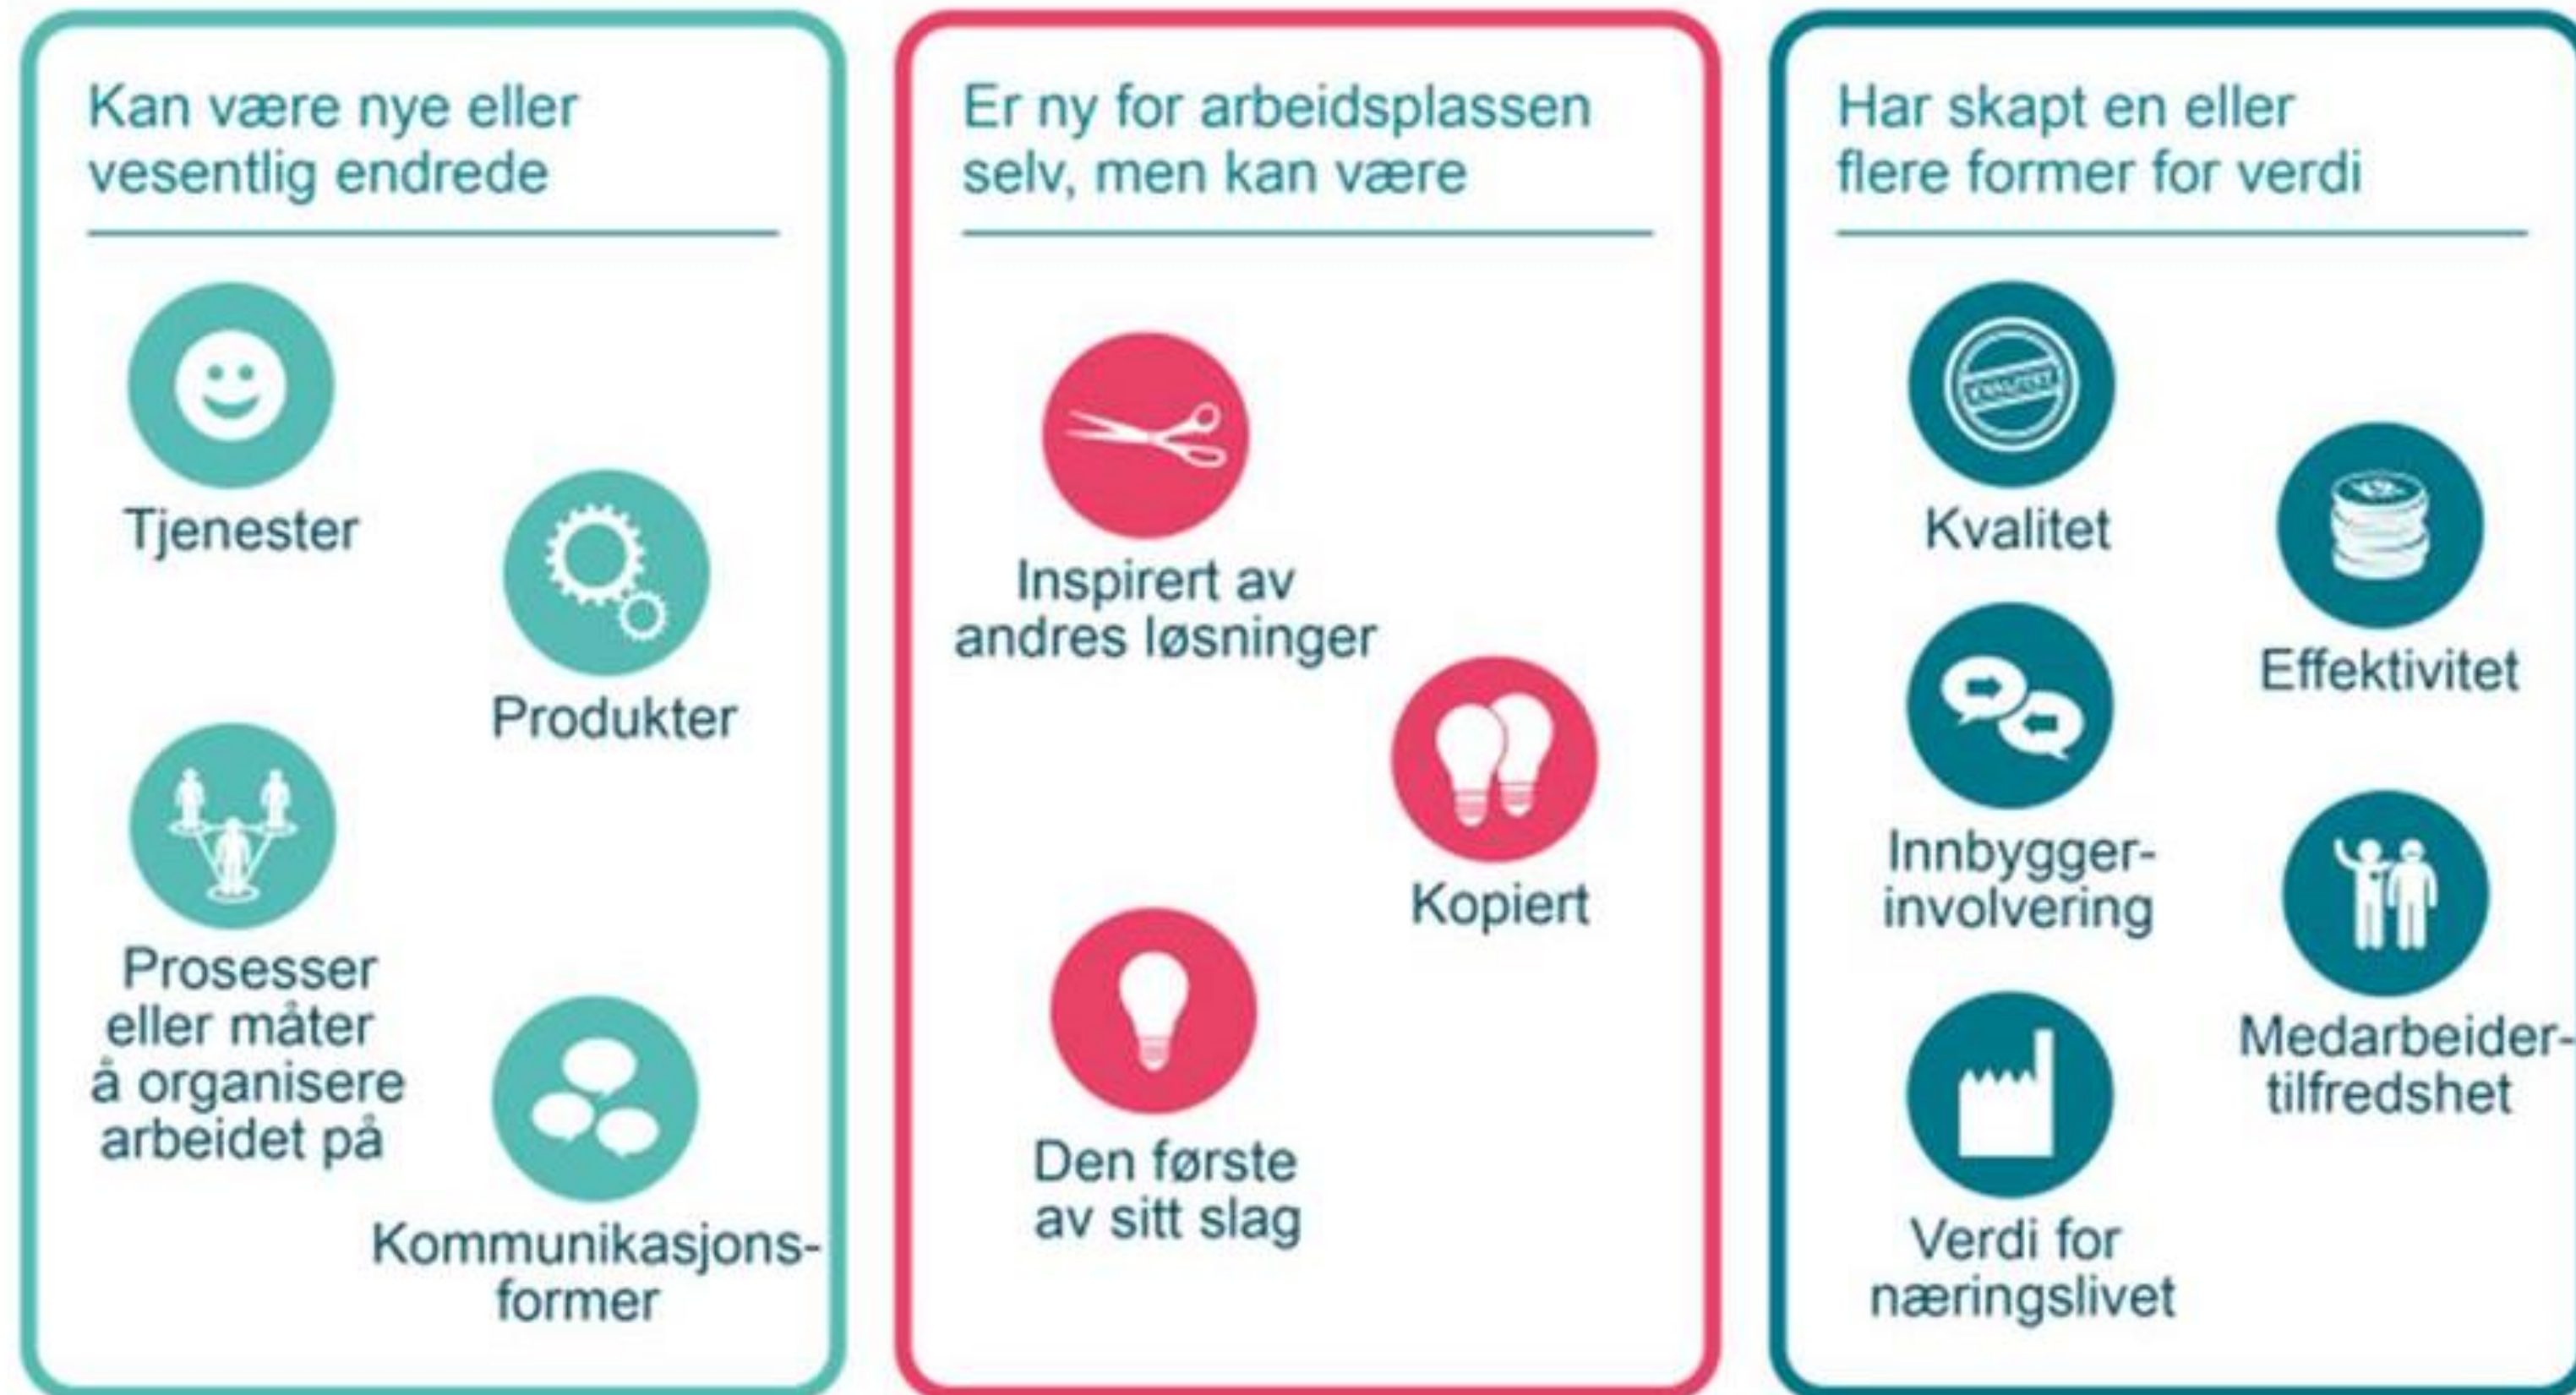 Kan være nye eller
vesentlig endrede
Tjenester
Produkter
Prosesser
eller måter
å organisere
arbeidet på
Kommunikasjons-
former
Er ny for arbeidsplassen
selv, men kan være
Inspirert av
andres løsninger
Kopiert
Den første
av sitt slag
Har skapt en eller
flere former for verdi
KVALITET
Kvalitet
Effektivitet
Innbygger-
involvering
Medarbeider-
tilfredshet
Verdi for
næringslivet